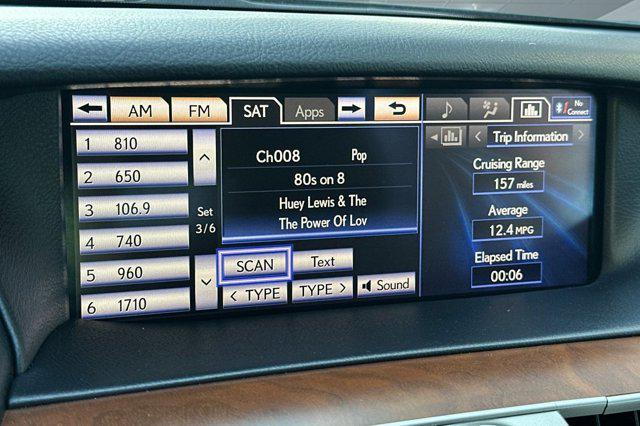 AM FM SAT Apps
No Connect
1 810
2 650
3 106.9
4 740
5 960
6 1710
Set
3/6
Ch008 Pop
80s on 8
Huey Lewis & The
The Power Of Lov
SCAN Text
< TYPE TYPE > Sound
< Trip Information >
Cruising Range
157 miles
Average
12.4 MPG
Elapsed Time
00:06